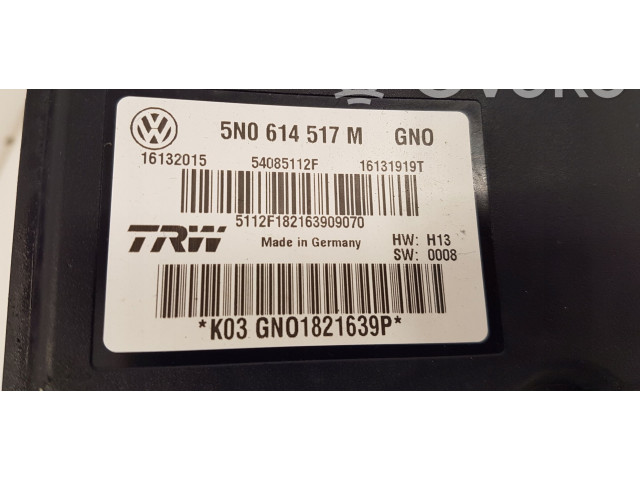 5N0 614 517 M GNO
16132015 54085112F 16131919T
5112F182163909070
TRW Made in Germany HW: H13
SW: 0008
*K03 GNO1821639P*